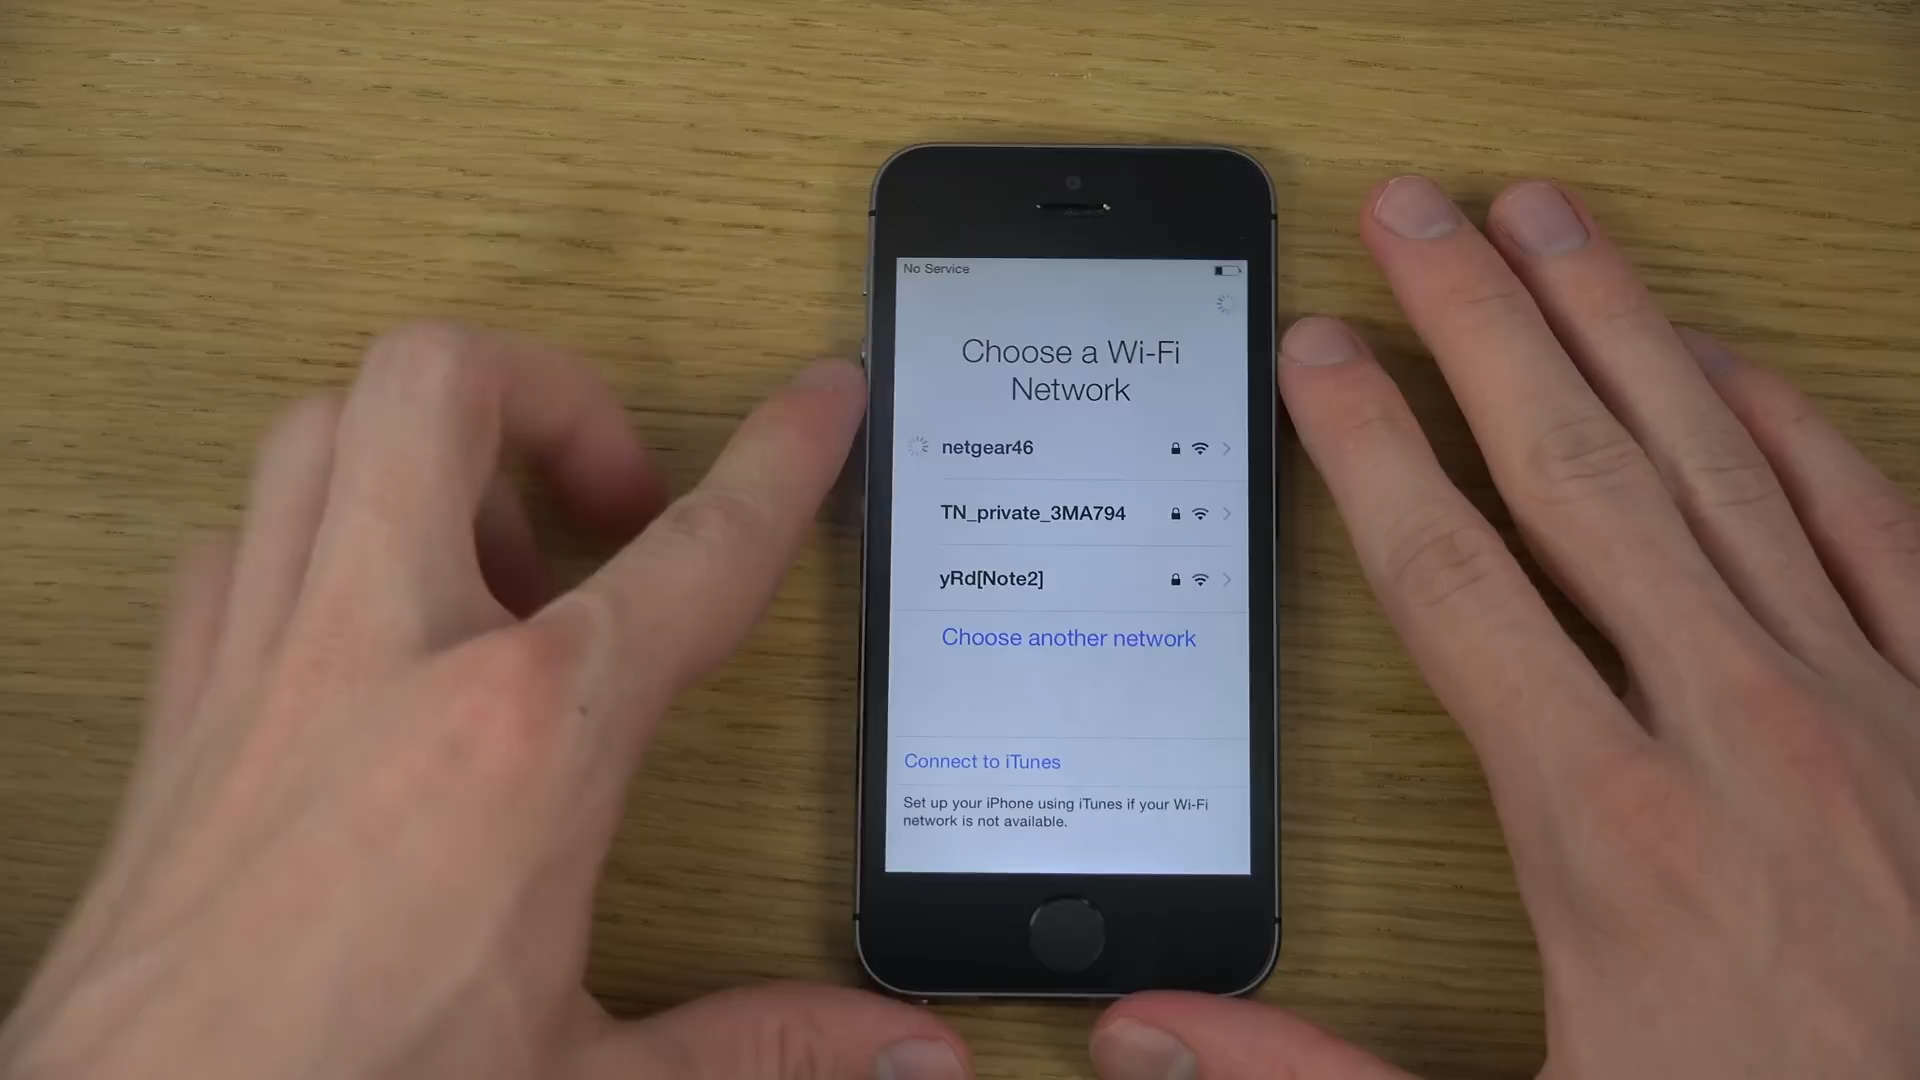 No Service
Choose a Wi-Fi
Network
netgear46
TN_private_3MA794
yRd[Note2]
Choose another network
Connect to iTunes
Set up your iPhone using iTunes if your Wi-Fi
network is not available.